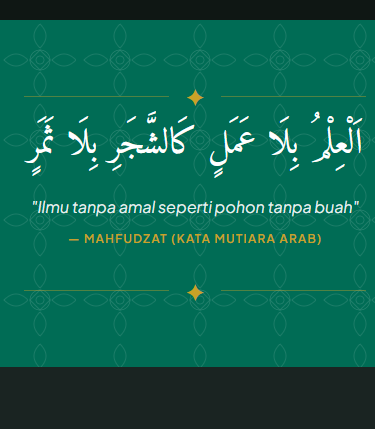 اَلْعِلْمُ بِلَا عَمَلٍ كَالشَّجَرِ بِلَا ثَمَرٍ
"Ilmu tanpa amal seperti pohon tanpa buah"
— MAHFUDZAT (KATA MUTIARA ARAB)